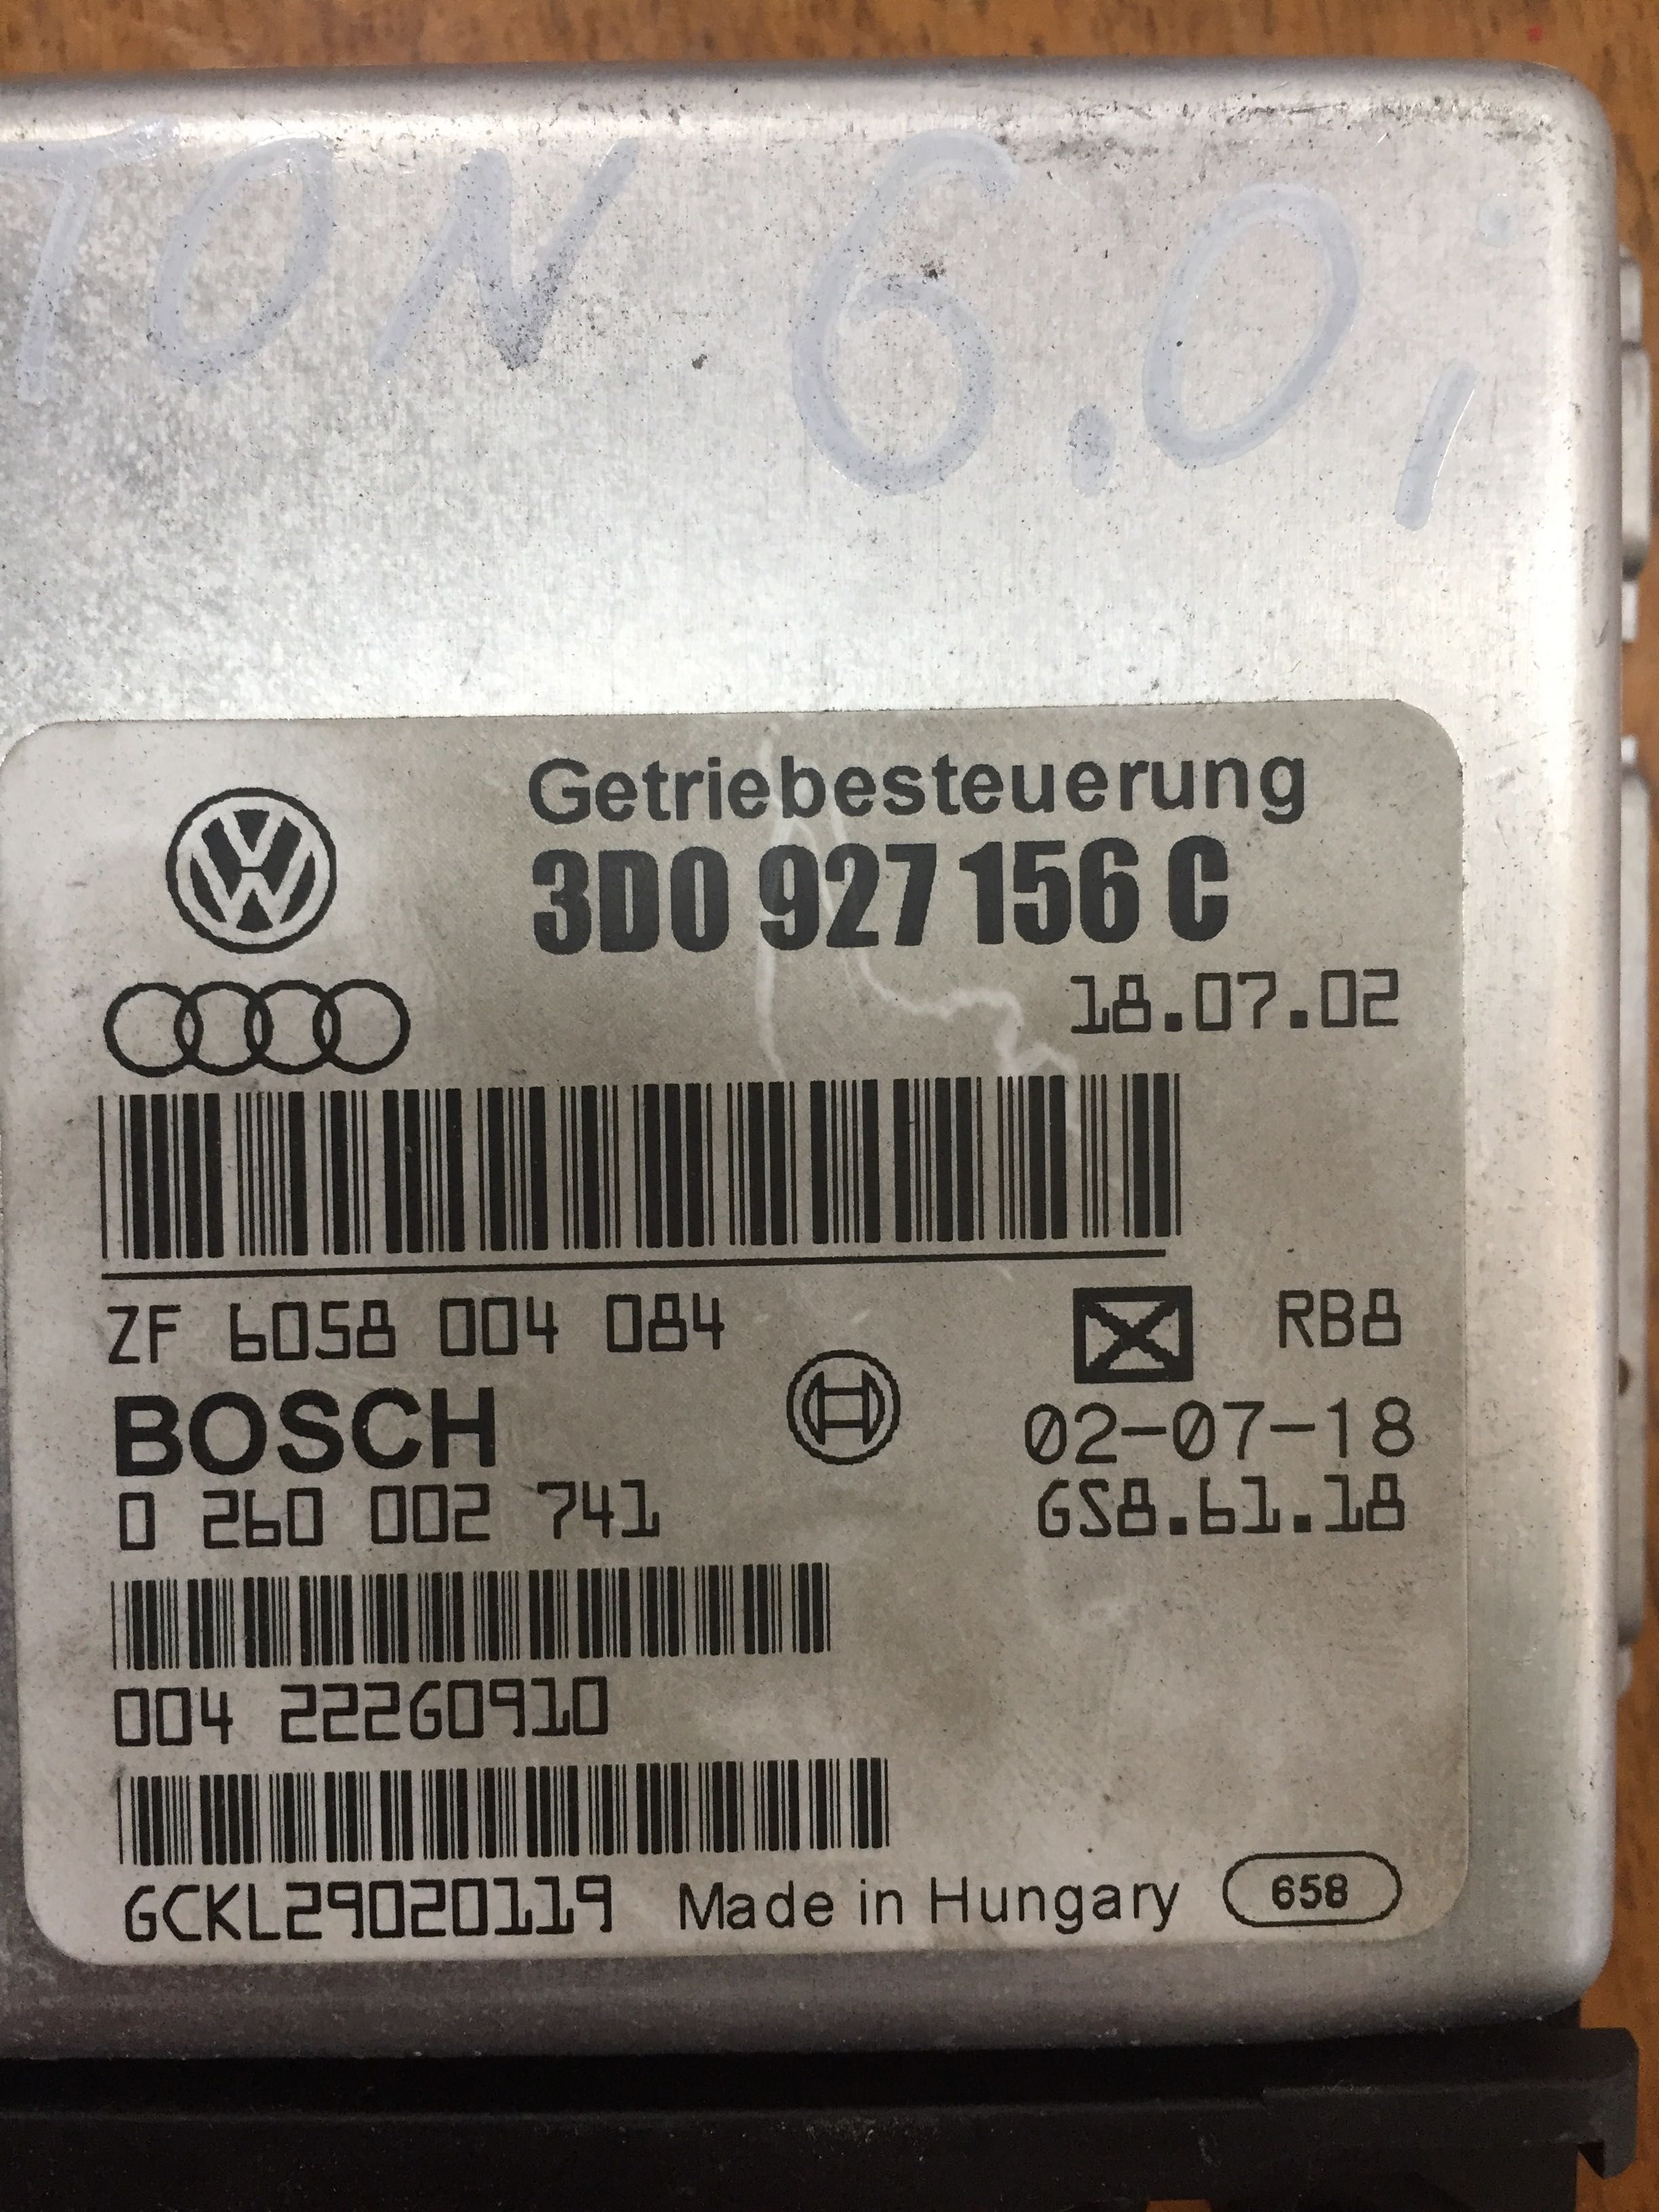 TON 6.0i
Getriebesteuerung
3D0 927 156 C
18.07.02
ZF 6058 004 084
RB8
BOSCH
02-07-18
0 260 002 741
GS8.61.18
004 222G0910
GCKL29020119 Made in Hungary 658